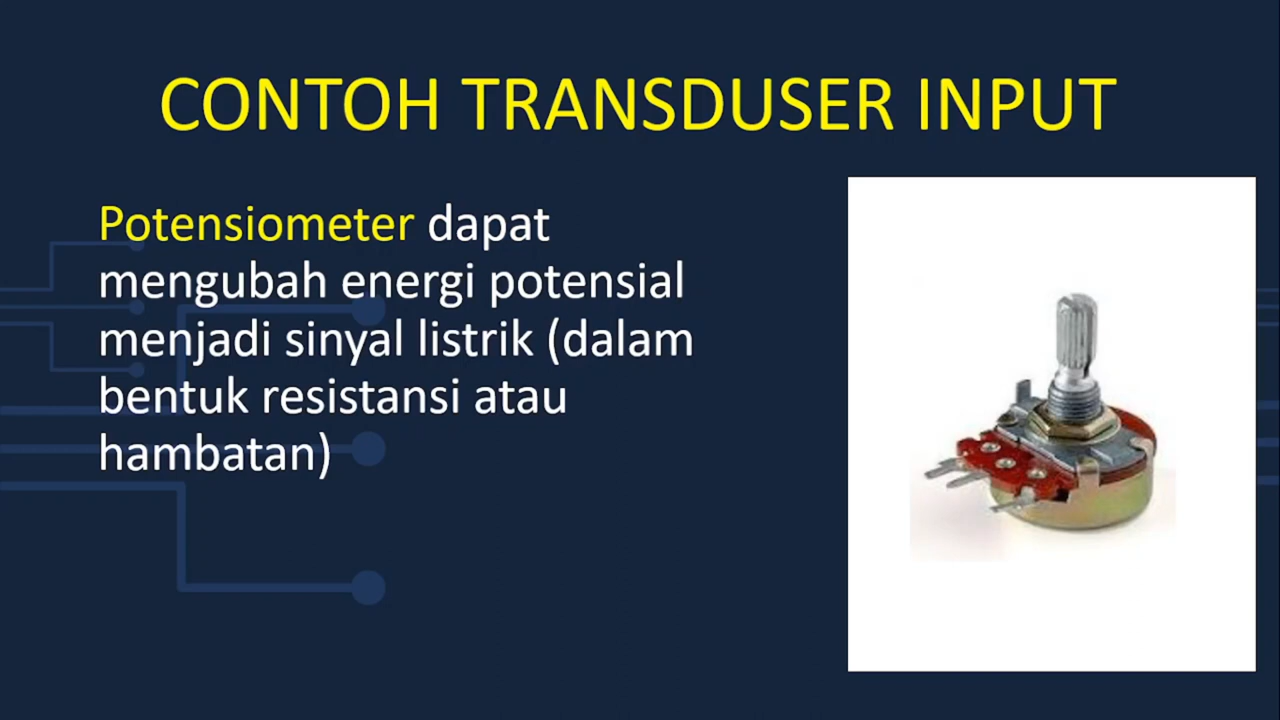 CONTOH TRANSDUSER INPUT
Potensiometer dapat
mengubah energi potensial
menjadi sinyal listrik (dalam
bentuk resistansi atau
hambatan)